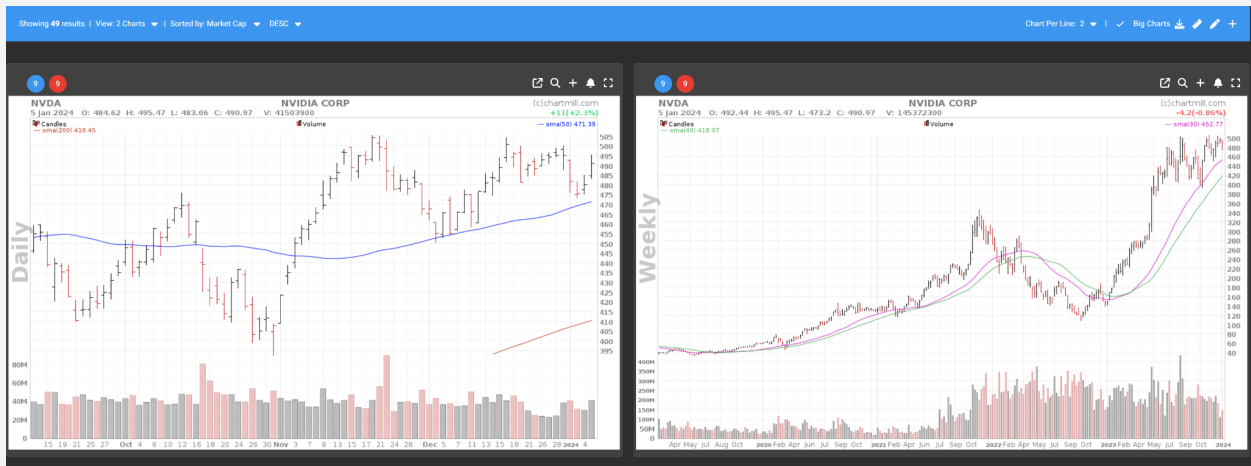 Showing 49 results | View: 2 Charts | Sorted by: Market Cap DESC
Chart Per Line: 2 | Big Charts
9 9
NVDA NVIDIA CORP (c)chartmill.com
5 Jan 2024 O: 484.62 H: 495.47 L: 483.06 C: 490.97 V: 41503900 +11(+2.3%)
Candles Volume sma(50) 471.39
sma(200) 410.45
Daily
505
495
490
485
480
475
465
460
455
450
445
440
435
430
425
420
415
410
405
400
395
80M
60M
40M
20M
0
15 19 21 25 27 Oct 4 6 10 12 16 18 20 24 26 30 Nov 3 7 9 13 15 17 21 24 28 Dec 5 7 11 13 15 19 21 26 28 2024 4
9 9
NVDA NVIDIA CORP (c)chartmill.com
5 Jan 2024 O: 492.44 H: 495.47 L: 473.2 C: 490.97 V: 145372300 -4.2(-0.86%)
Candles Volume sma(30) 452.77
sma(40) 418.07
Weekly
500
480
460
440
420
400
380
360
340
320
300
280
260
240
220
200
180
160
140
120
100
80
60
40
400M
350M
300M
250M
200M
150M
100M
50M
0
Apr May Jul Aug Oct 2020 Feb Apr May Jul Sep Oct 2021 Feb Apr Jun Jul Sep Oct 2022 Feb Apr May Jul Sep Oct 2023 Feb Apr May Jul Sep Oct 2024